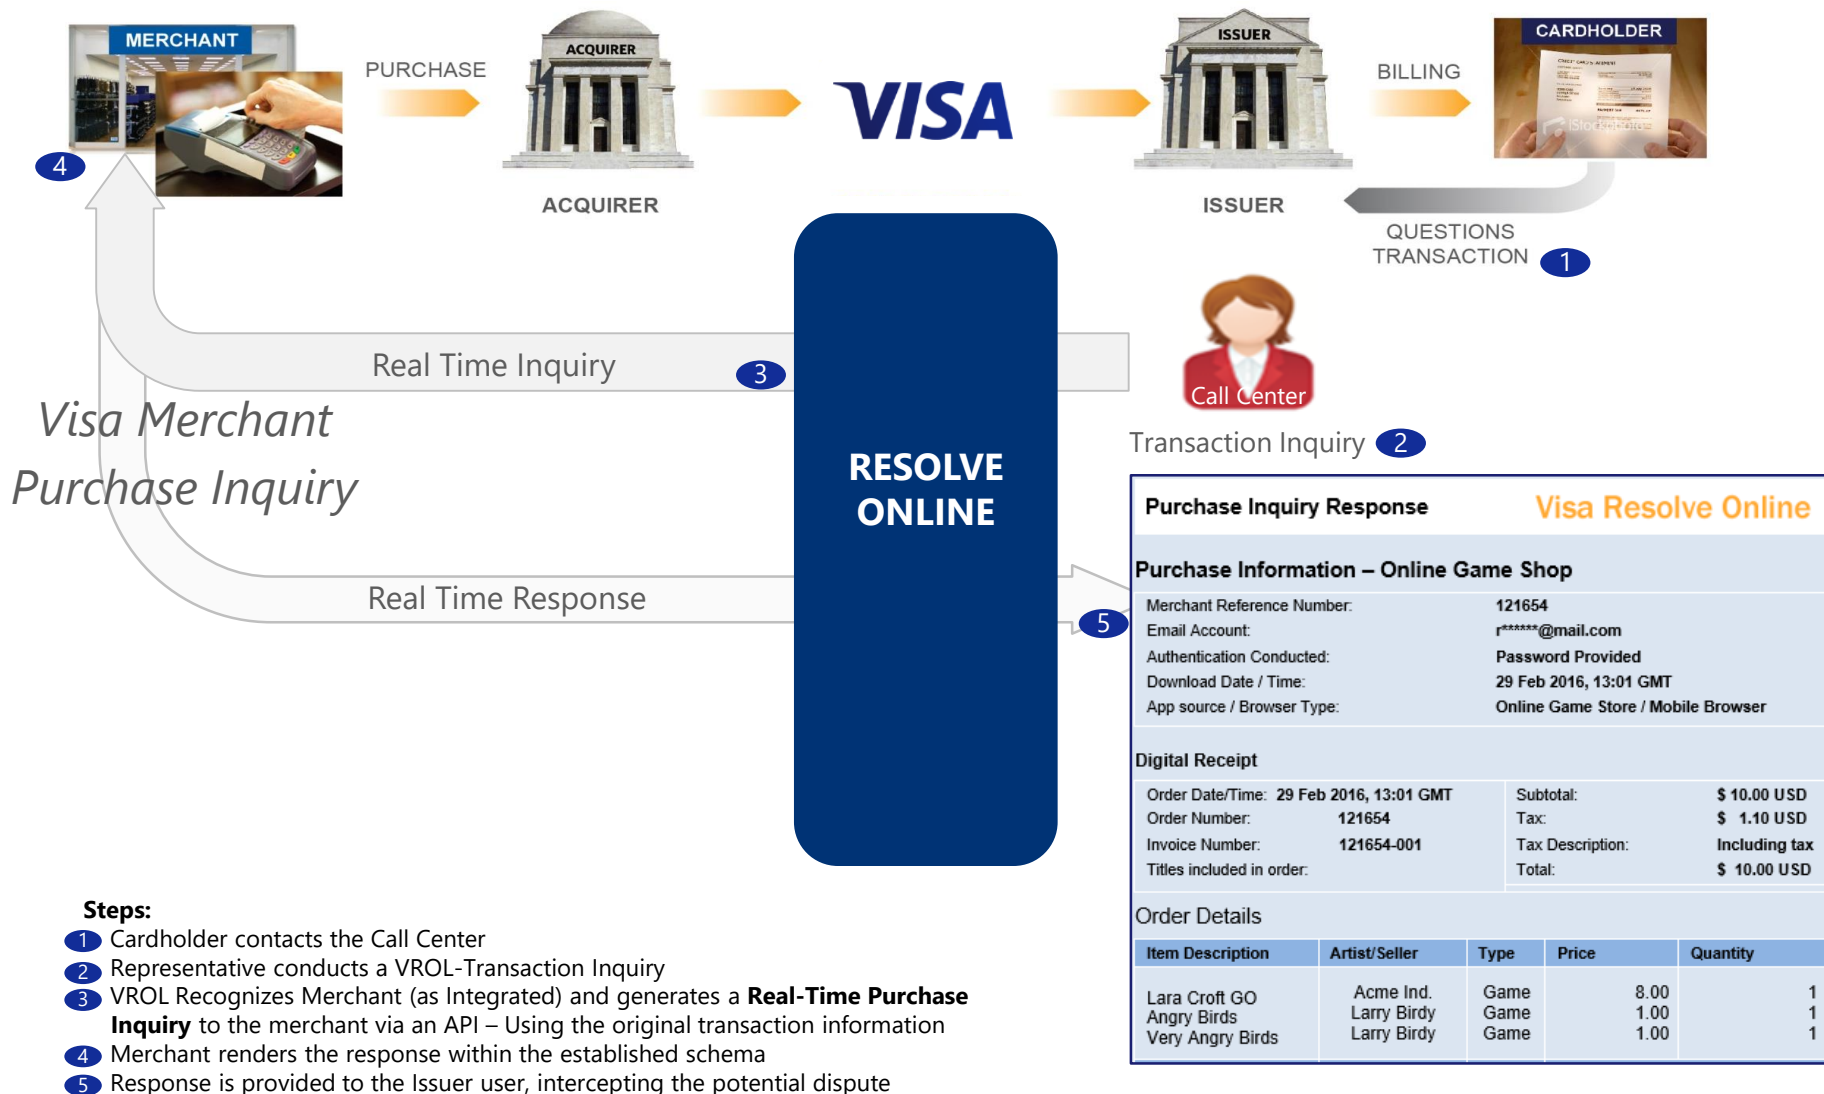 MERCHANT
PURCHASE
ACQUIRER
ACQUIRER
VISA
ISSUER
ISSUER
BILLING
CARDHOLDER
iStockphoto
QUESTIONS
TRANSACTION
1
4
Real Time Inquiry
3
Call Center
Transaction Inquiry 2
Visa Merchant
Purchase Inquiry
RESOLVE
ONLINE
Real Time Response
5
Purchase Inquiry Response
Visa Resolve Online
Purchase Information – Online Game Shop
Merchant Reference Number: 121654
Email Account: r******@mail.com
Authentication Conducted: Password Provided
Download Date / Time: 29 Feb 2016, 13:01 GMT
App source / Browser Type: Online Game Store / Mobile Browser
Digital Receipt
Order Date/Time: 29 Feb 2016, 13:01 GMT
Order Number: 121654
Invoice Number: 121654-001
Titles included in order:
Subtotal: $ 10.00 USD
Tax: $ 1.10 USD
Tax Description: Including tax
Total: $ 10.00 USD
Order Details
Item Description Artist/Seller Type Price Quantity
Lara Croft GO Acme Ind. Game 8.00 1
Angry Birds Larry Birdy Game 1.00 1
Very Angry Birds Larry Birdy Game 1.00 1
Steps:
1 Cardholder contacts the Call Center
2 Representative conducts a VROL-Transaction Inquiry
3 VROL Recognizes Merchant (as Integrated) and generates a Real-Time Purchase
Inquiry to the merchant via an API – Using the original transaction information
4 Merchant renders the response within the established schema
5 Response is provided to the Issuer user, intercepting the potential dispute